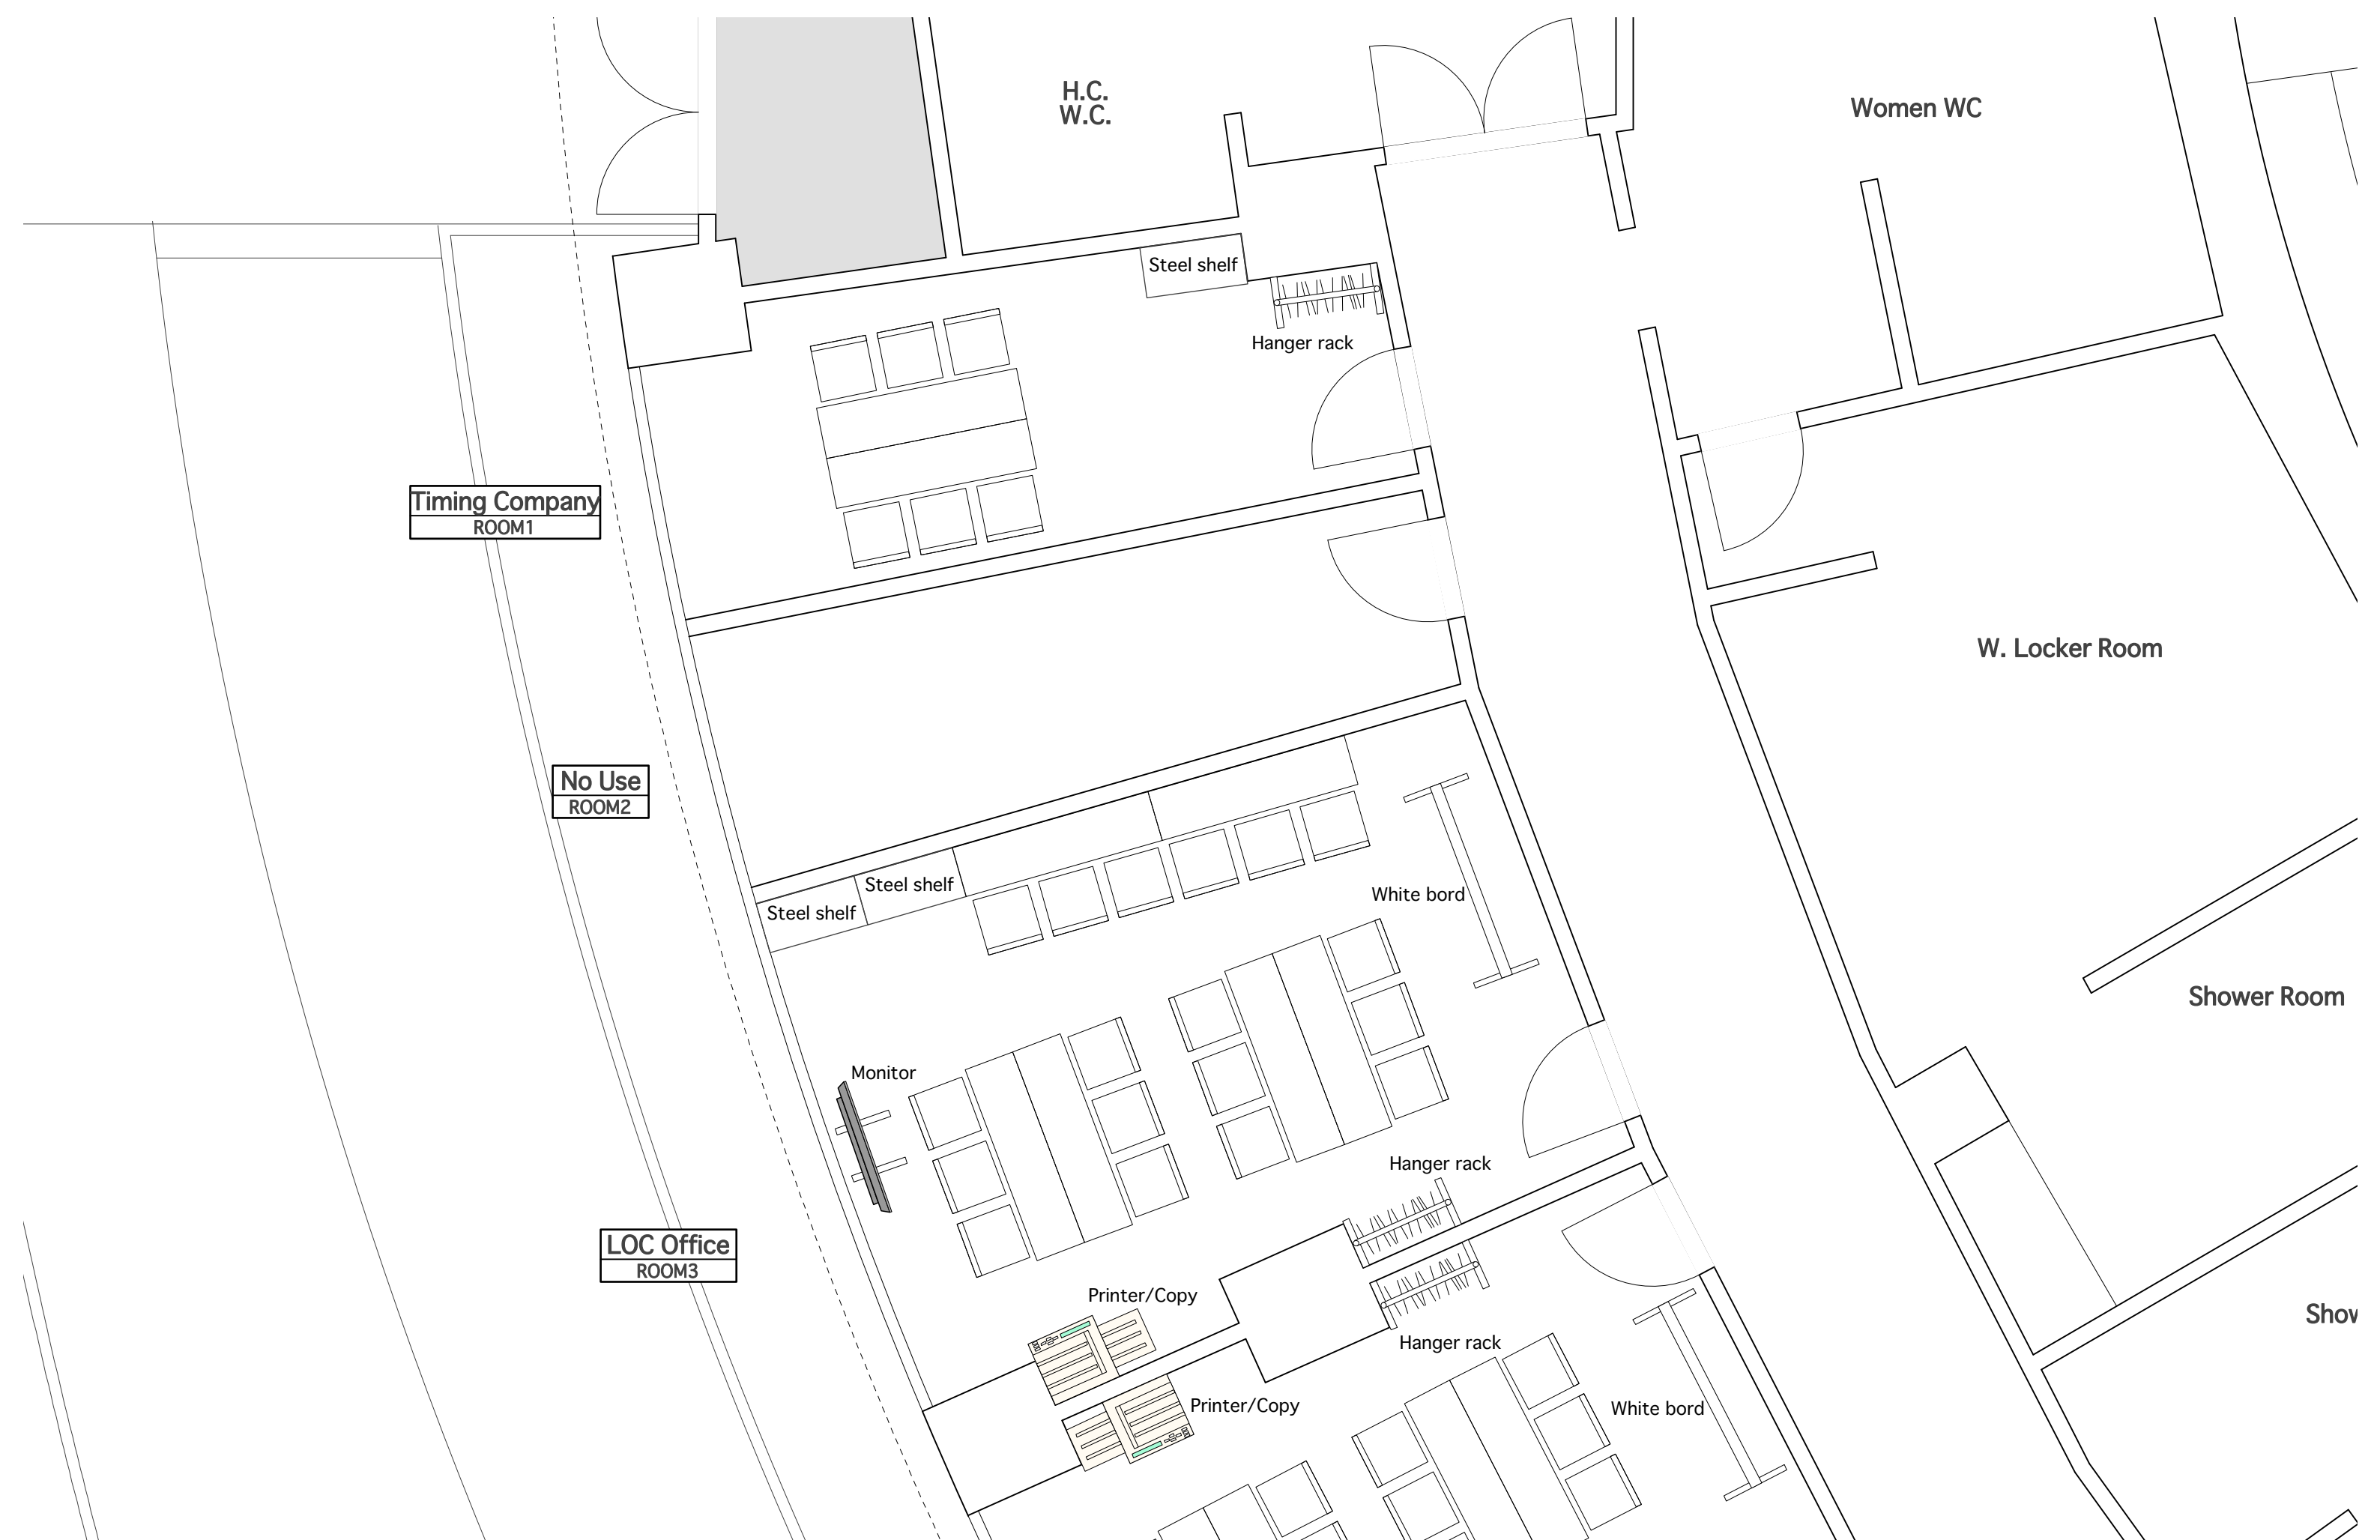 H.C.
W.C.
Women WC
Steel shelf
Hanger rack
Timing Company
ROOM1
W. Locker Room
No Use
ROOM2
Steel shelf
Steel shelf
White bord
Shower Room
Monitor
Hanger rack
LOC Office
ROOM3
Printer/Copy
Show
Hanger rack
Printer/Copy
White bord